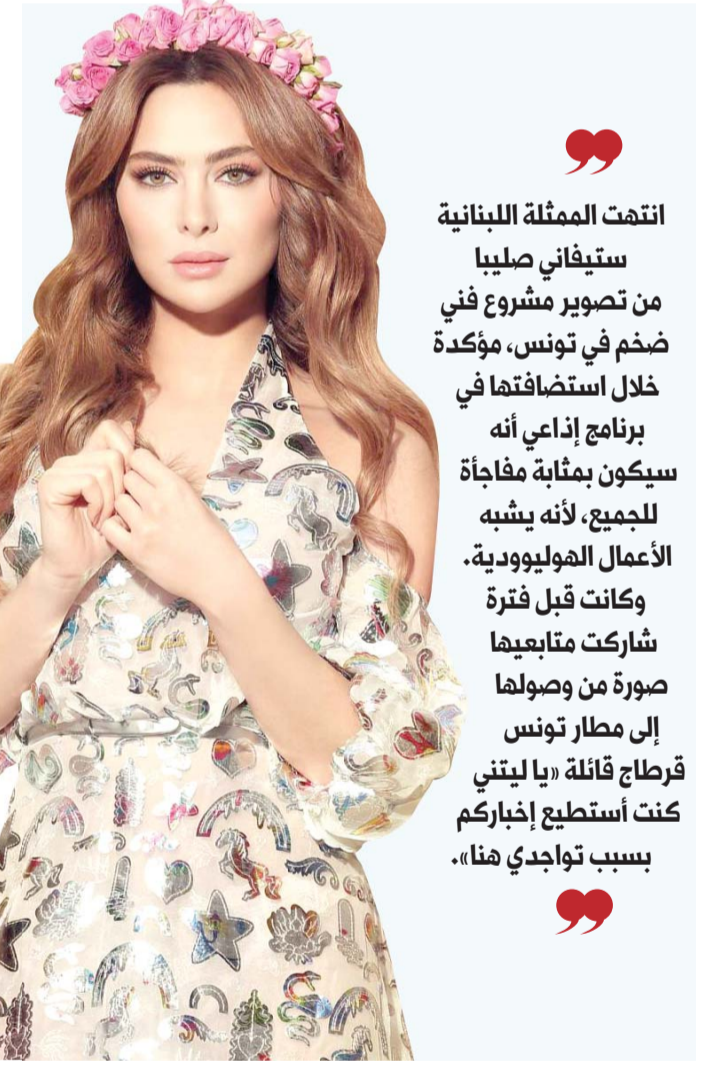 انتهت الممثلة اللبنانية
ستيفاني صليبا
من تصوير مشروع فني
ضخم في تونس، مؤكدة
خلال استضافتها في
برنامج إذاعي أنه
سيكون بمثابة مفاجأة
للجميع، لأنه يشبه
الأعمال الهوليوودية.
وكانت قبل فترة
شاركت متابعيها
صورة من وصولها
إلى مطار تونس
قرطاج قائلة «يا ليتني
كنت أستطيع إخباركم
بسبب تواجدي هنا».